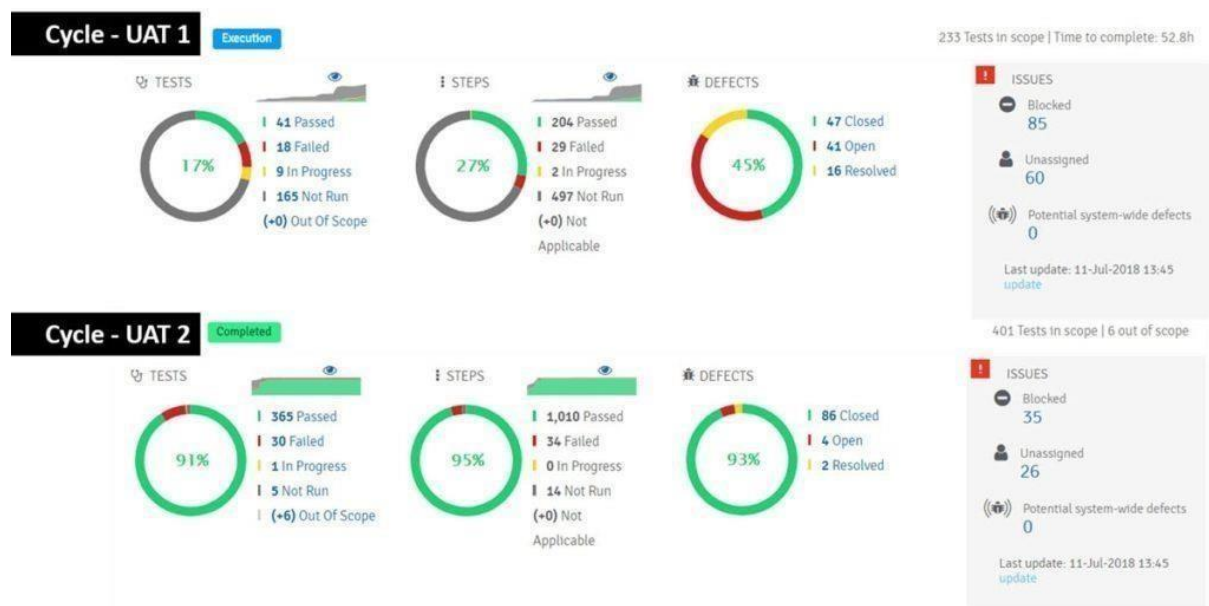 Cycle - UAT 1
Execution
233 Tests in scope | Time to complete: 52.8h
TESTS
17%
41 Passed
18 Failed
9 In Progress
165 Not Run
(+0) Out Of Scope
STEPS
27%
204 Passed
29 Failed
2 In Progress
497 Not Run
(+0) Not
Applicable
DEFECTS
45%
47 Closed
41 Open
16 Resolved
! ISSUES
Blocked
85
Unassigned
60
Potential system-wide defects
0
Last update: 11-Jul-2018 13:45
update
Cycle - UAT 2
Completed
401 Tests in scope | 6 out of scope
TESTS
91%
365 Passed
30 Failed
1 In Progress
5 Not Run
(+6) Out Of Scope
STEPS
95%
1,010 Passed
34 Failed
0 In Progress
14 Not Run
(+0) Not
Applicable
DEFECTS
93%
86 Closed
4 Open
2 Resolved
! ISSUES
Blocked
35
Unassigned
26
Potential system-wide defects
0
Last update: 11-Jul-2018 13:45
update